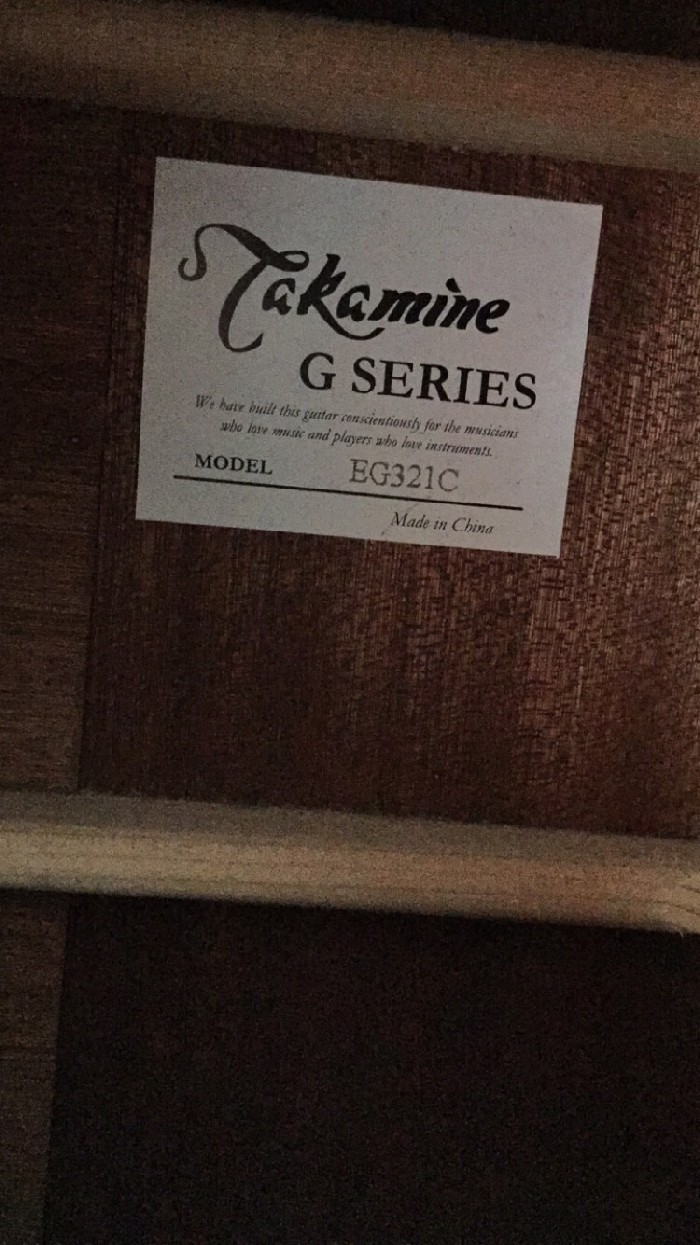 Takamine
G SERIES
We have built this guitar conscientiously for the musicians
who love music and players who love instruments.
MODEL EG321C
Made in China